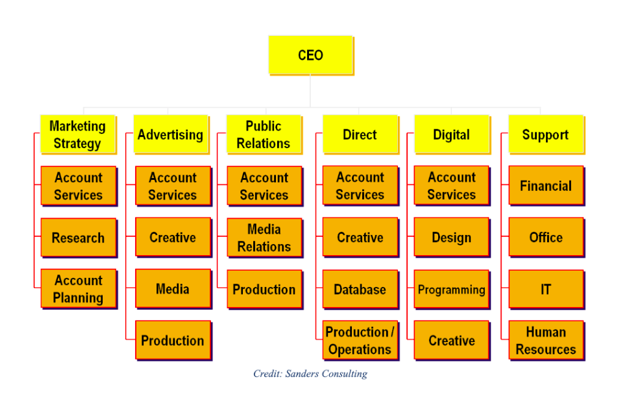 CEO
Marketing
Strategy
Advertising
Public
Relations
Direct
Digital
Support
Account
Services
Account
Services
Account
Services
Account
Services
Account
Services
Financial
Research
Creative
Media
Relations
Creative
Design
Office
Account
Planning
Media
Production
Database
Programming
IT
Production
Production /
Operations
Creative
Human
Resources
Credit: Sanders Consulting